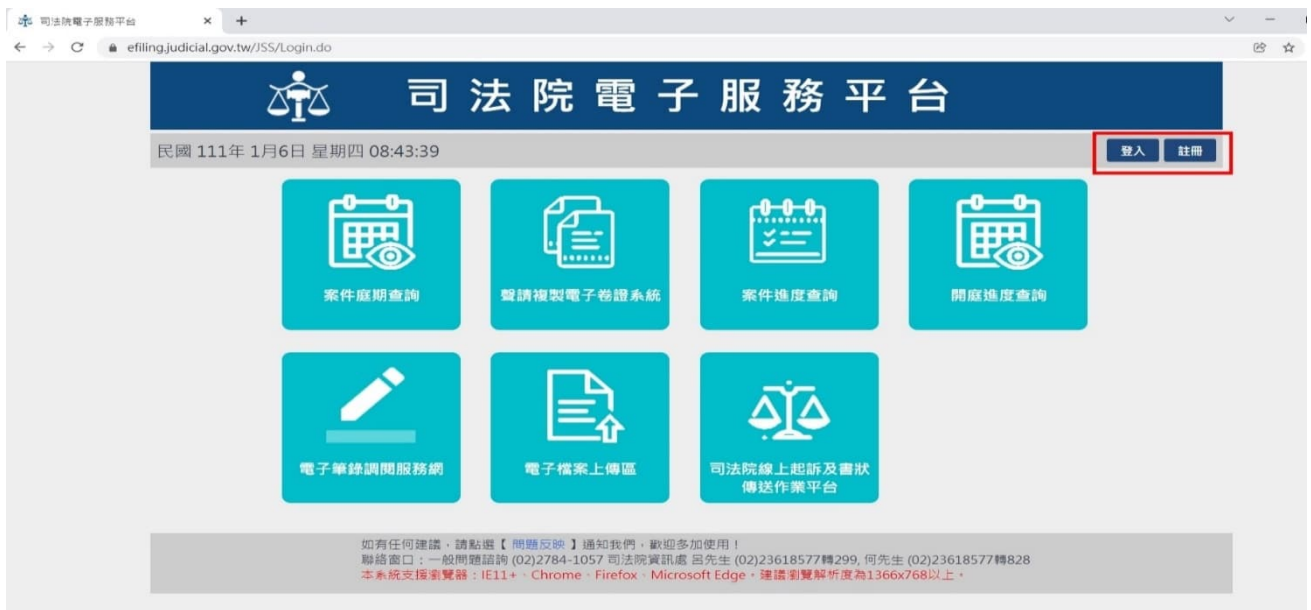 司法院電子服務平台
efiling.judicial.gov.tw/JSS/Login.do
司法院電子服務平台
民國 111年 1月6日 星期四 08:43:39
登入 註冊
案件庭期查詢 聲請複製電子卷證系統 案件進度查詢 開庭進度查詢
電子筆錄調閱服務網 電子檔案上傳區 司法院線上起訴及書狀
傳送作業平台
如有任何建議，請點選【 問題反映 】通知我們，歡迎多加使用！
聯絡窗口：一般問題諮詢 (02)2784-1057 司法院資訊處 呂先生 (02)23618577轉299, 何先生 (02)23618577轉828
本系統支援瀏覽器：IE11+、Chrome、Firefox、Microsoft Edge，建議瀏覽解析度為1366x768以上。